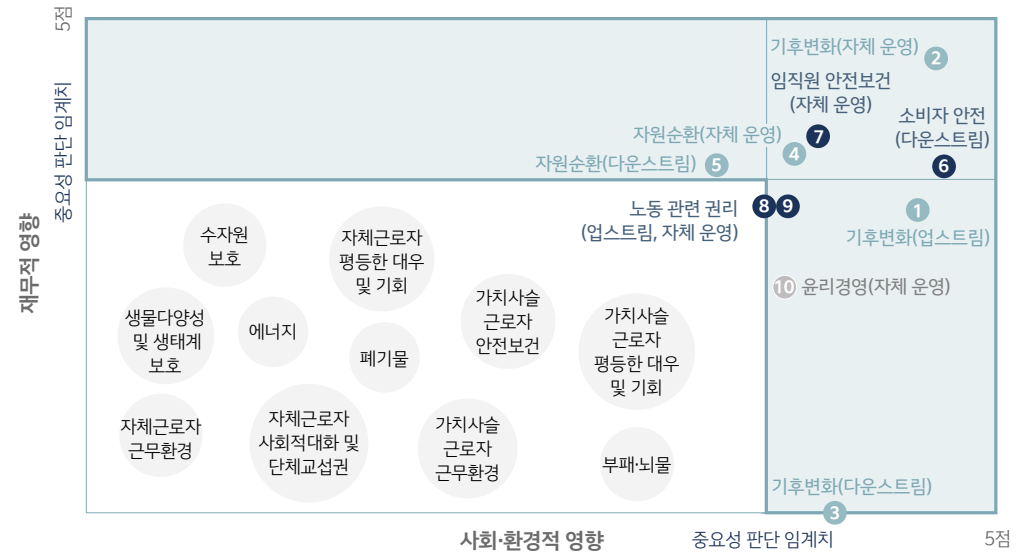 5점
중요성 판단 임계치
재무적 영향
기후변화(자체 운영)
2
임직원 안전보건
(자체 운영)
7
소비자 안전
(다운스트림)
6
자원순환(자체 운영)
4
자원순환(다운스트림)
5
노동 관련 권리
(업스트림, 자체 운영)
8
9
1
기후변화(업스트림)
10
윤리경영(자체 운영)
수자원
보호
자체근로자
평등한 대우
및 기회
생물다양성
및 생태계
보호
에너지
폐기물
가치사슬
근로자
안전보건
가치사슬
근로자
평등한 대우
및 기회
자체근로자
근무환경
자체근로자
사회적대화 및
단체교섭권
가치사슬
근로자
근무환경
부패·뇌물
기후변화(다운스트림)
3
사회·환경적 영향
중요성 판단 임계치
5점